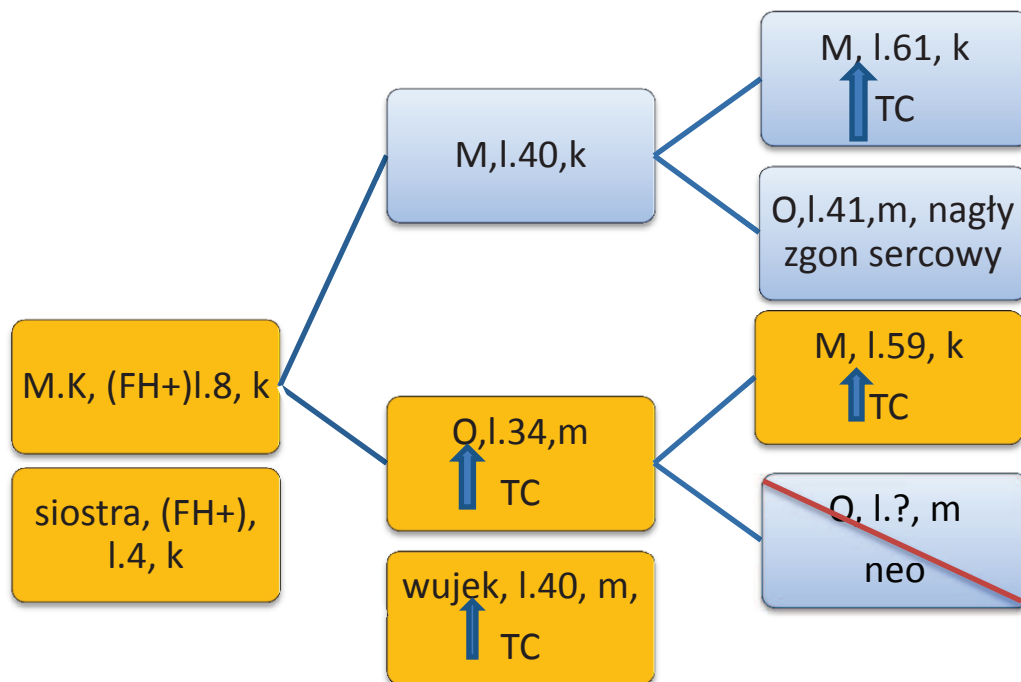 M, l.61, k
TC
M,l.40,k
O,l.41,m, nagły
zgon sercowy
M.K, (FH+)l.8, k
siostra, (FH+),
l.4, k
O,l.34,m
TC
wujek, l.40, m,
TC
M, l.59, k
TC
O, l.?, m
neo